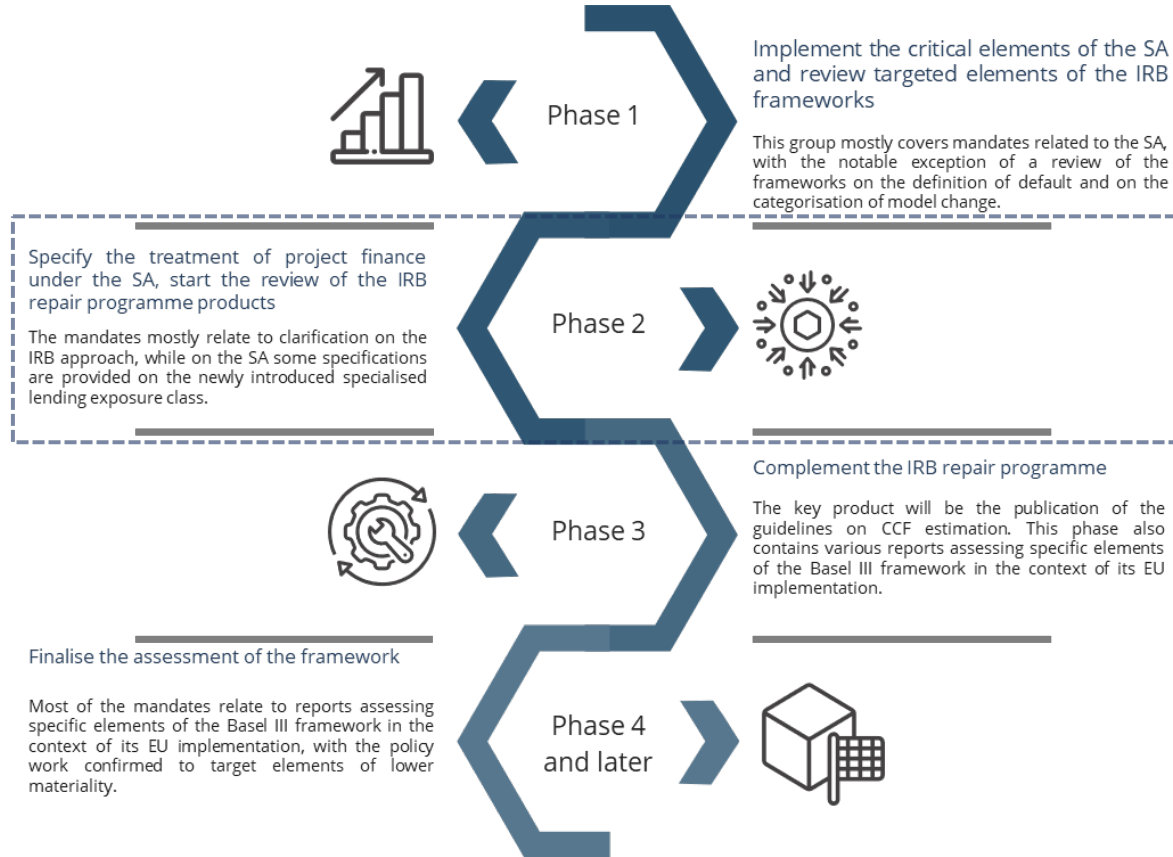 Phase 1
Implement the critical elements of the SA
and review targeted elements of the IRB
frameworks
This group mostly covers mandates related to the SA,
with the notable exception of a review of the
frameworks on the definition of default and on the
categorisation of model change.
Specify the treatment of project finance
under the SA, start the review of the IRB
repair programme products
The mandates mostly relate to clarification on the
IRB approach, while on the SA some specifications
are provided on the newly introduced specialised
lending exposure class.
Phase 2
Phase 3
Complement the IRB repair programme
The key product will be the publication of the
guidelines on CCF estimation. This phase also
contains various reports assessing specific elements
of the Basel III framework in the context of its EU
implementation.
Finalise the assessment of the framework
Most of the mandates relate to reports assessing
specific elements of the Basel III framework in the
context of its EU implementation, with the policy
work confirmed to target elements of lower
materiality.
Phase 4
and later